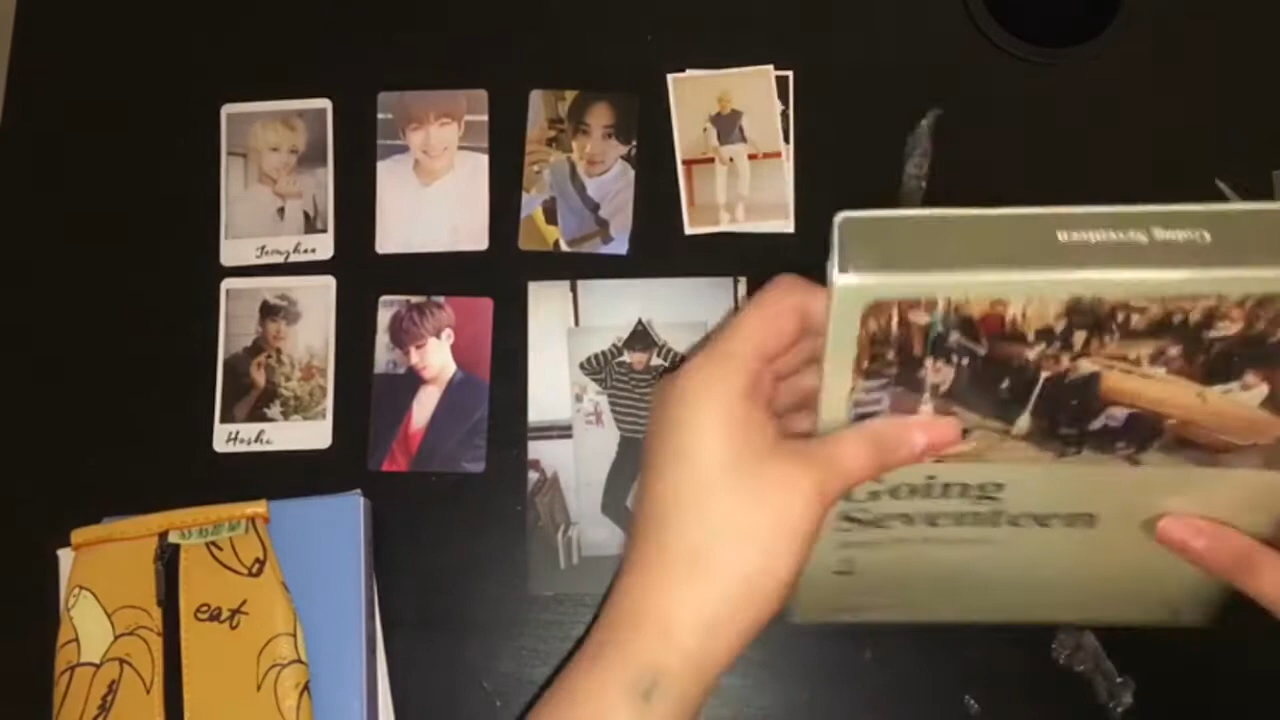 Jeonghan
Hoshi
eat
Going Seventeen
Going
Seventeen